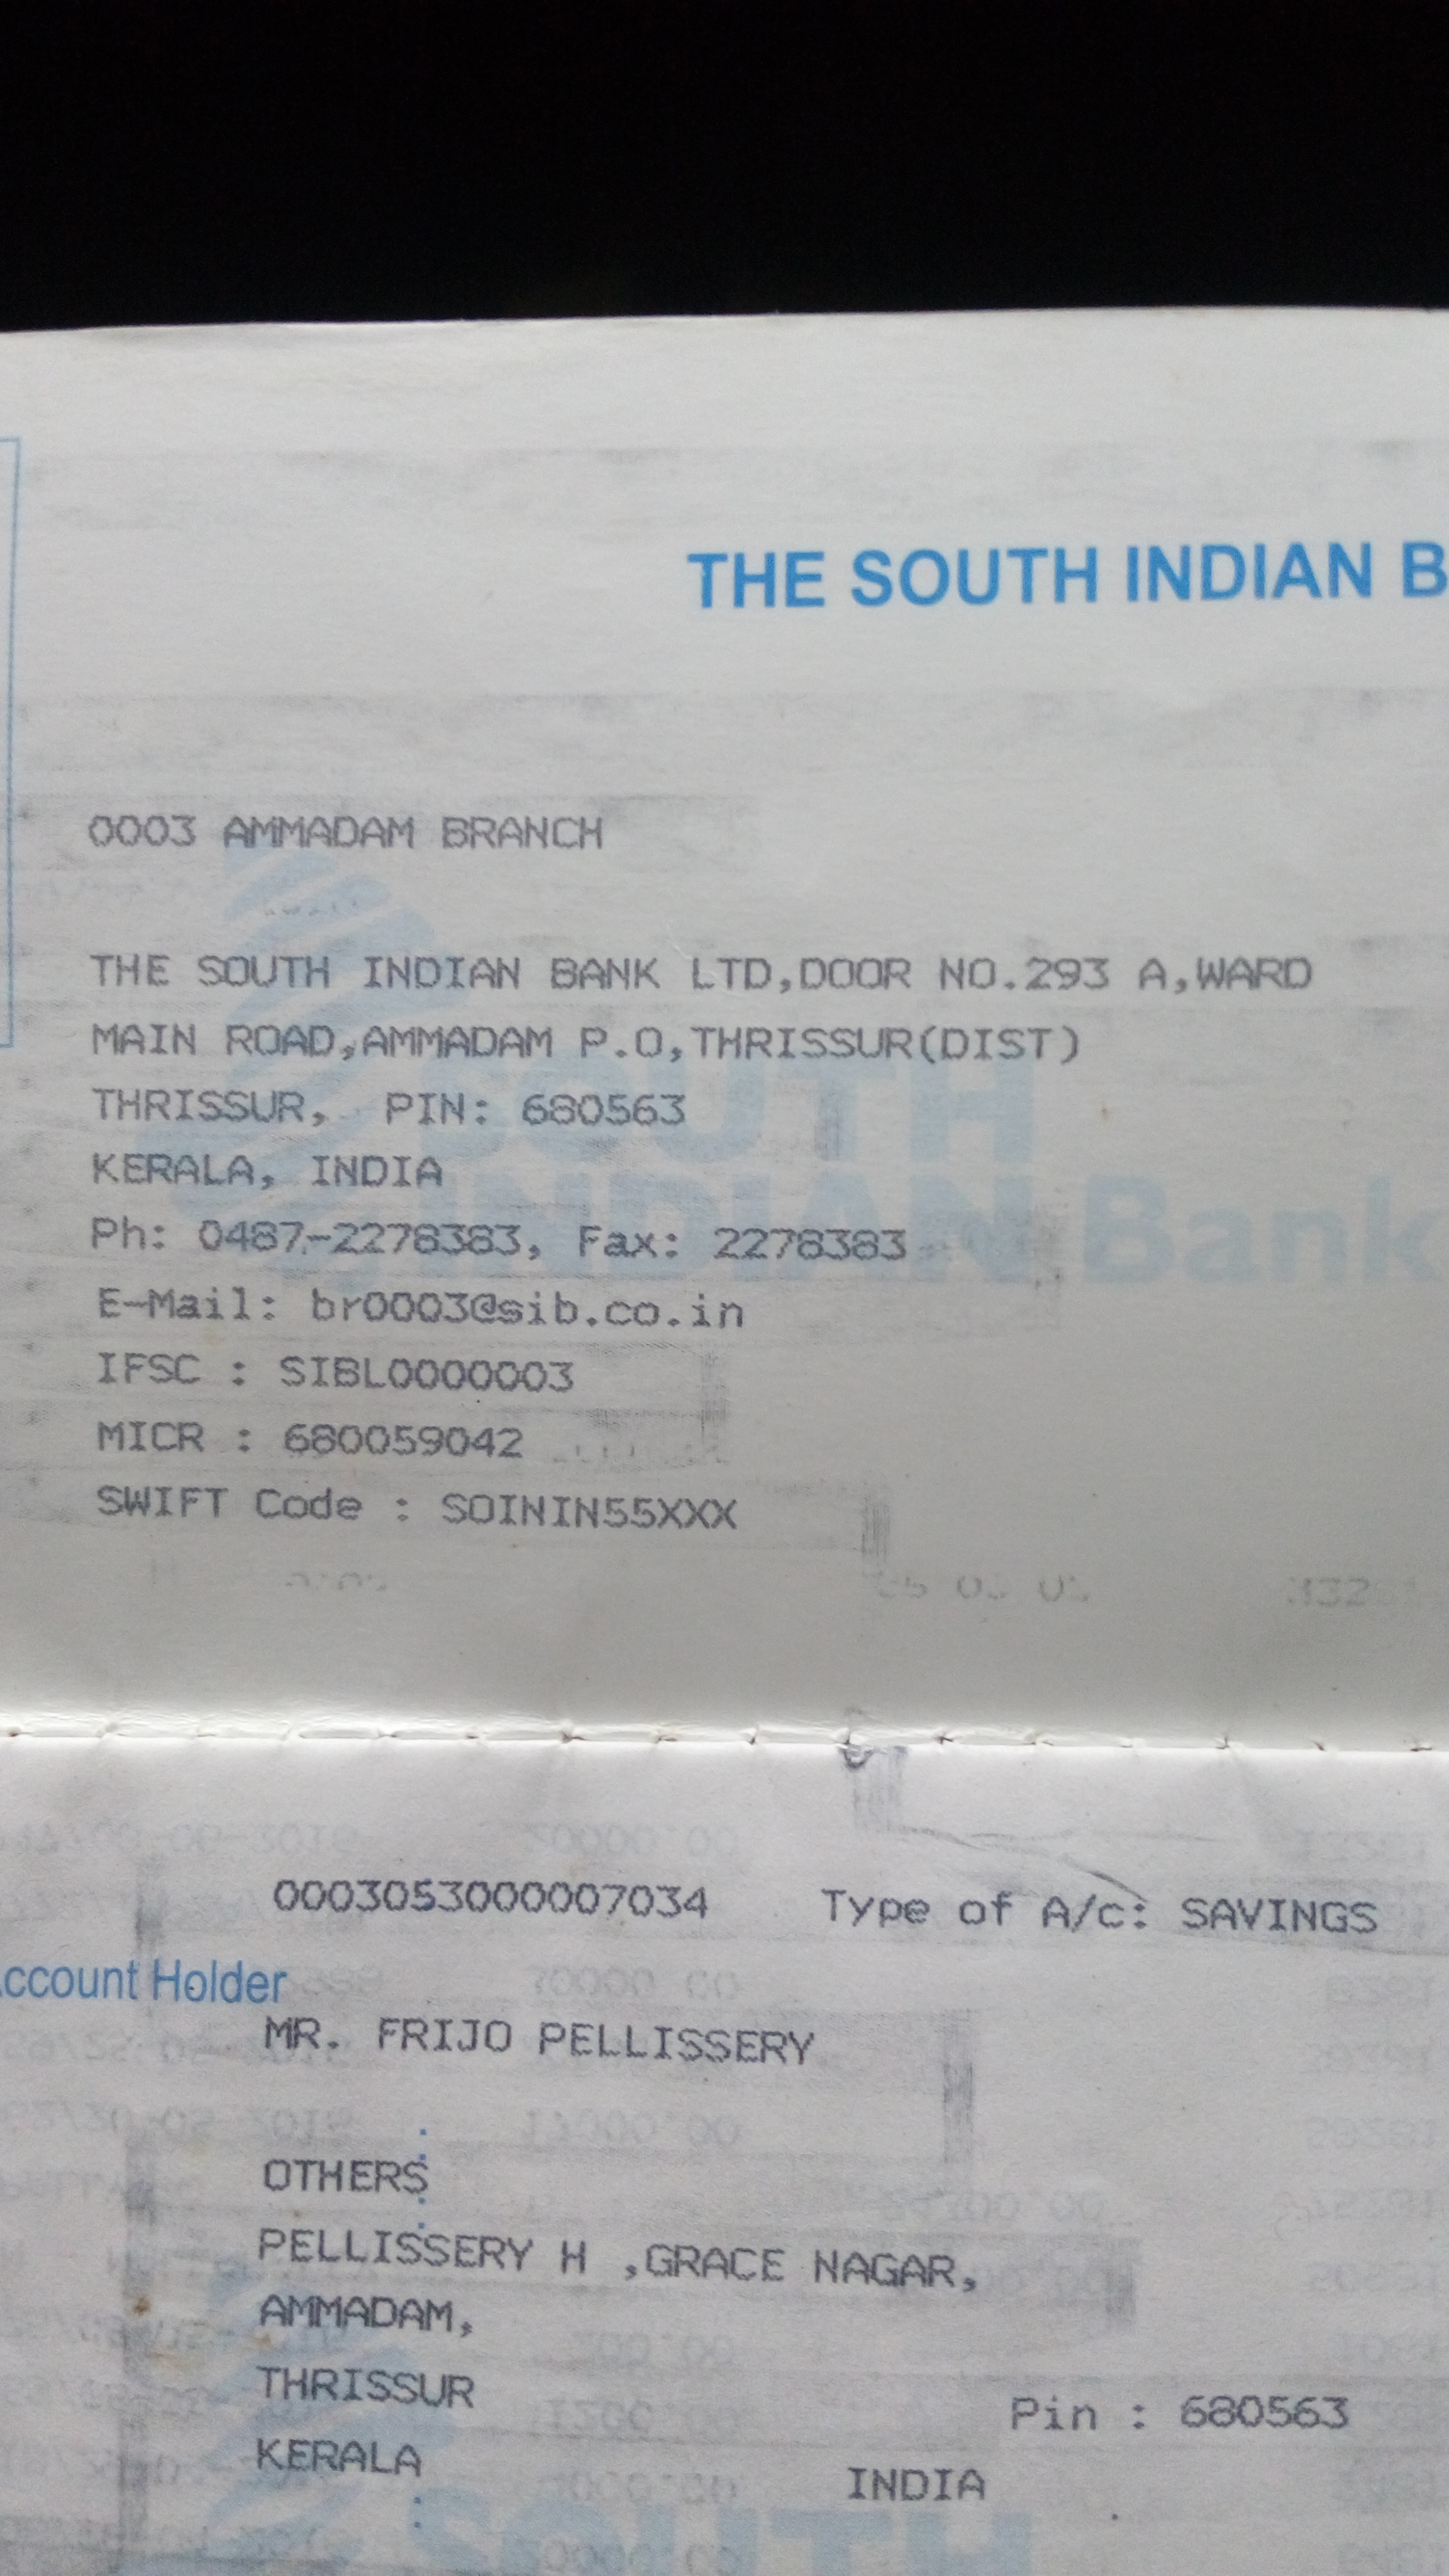 THE SOUTH INDIAN B
0003 AMMADAM BRANCH
THE SOUTH INDIAN BANK LTD,DOOR NO.293 A,WARD
MAIN ROAD,AMMADAM P.O,THRISSUR(DIST)
THRISSUR, PIN: 680563
KERALA, INDIA
Ph: 0487-2278383, Fax: 2278383
E-Mail: br0003@sib.co.in
IFSC : SIBL0000003
MICR : 680059042
SWIFT Code : SOININ55XXX
SOUTH
INDIAN Bank
0003053000007034 Type of A/c: SAVINGS
ccount Holder
MR. FRIJO PELLISSERY
OTHERS
PELLISSERY H ,GRACE NAGAR,
AMMADAM,
THRISSUR Pin : 680563
KERALA INDIA
SOUTH